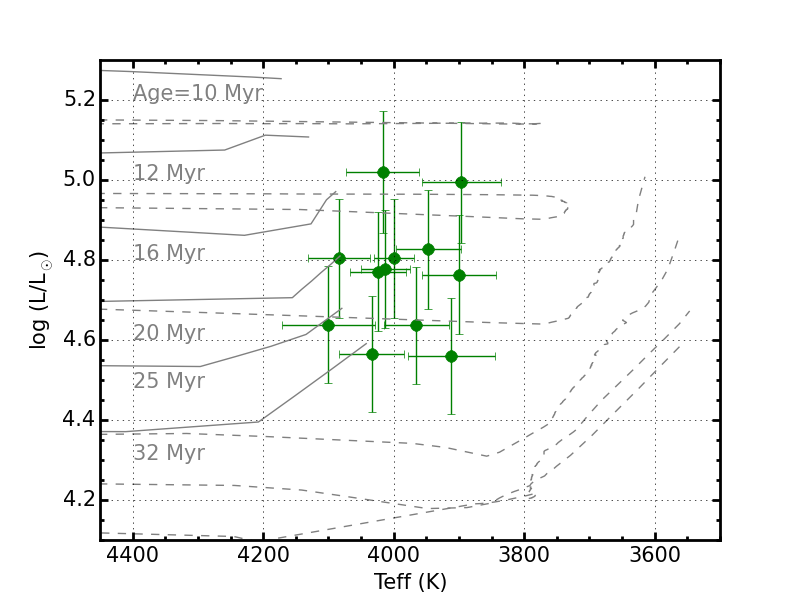 5.2
5.0
4.8
4.6
4.4
4.2
log (L/L☉)
Age=10 Myr
12 Myr
16 Myr
20 Myr
25 Myr
32 Myr
4400 4200 4000 3800 3600
Teff (K)